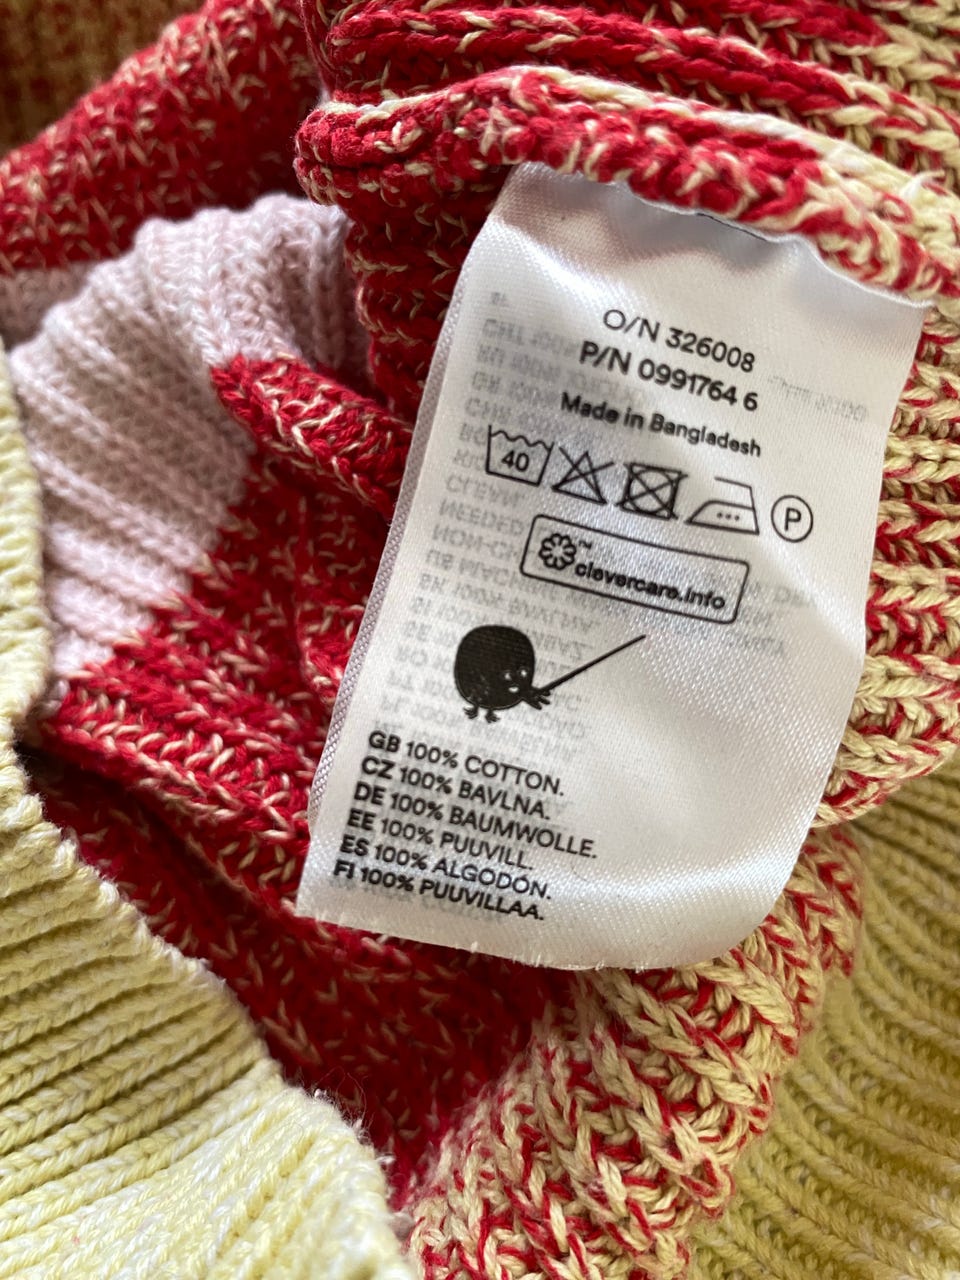 O/N 326008
P/N 0991764 6
Made in Bangladesh
40
P
™
clevercare.info
GB 100% COTTON.
CZ 100% BAVLNA.
DE 100% BAUMWOLLE.
EE 100% PUUVILL.
ES 100% ALGODÓN.
FI 100% PUUVILLAA.